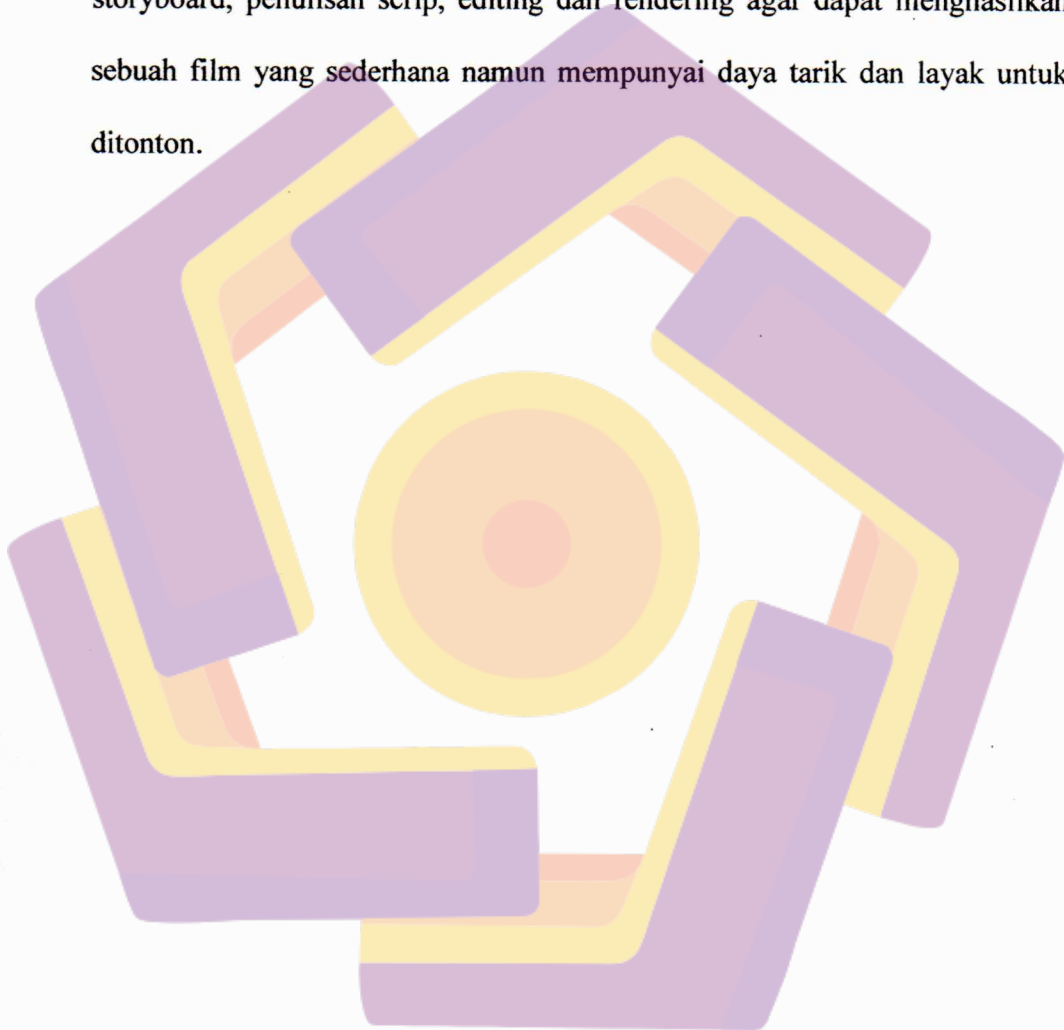 storyboard, penulisan scrip, editing dan rendering agar dapat menghasilkan
sebuah film yang sederhana namun mempunyai daya tarik dan layak untuk
ditonton.